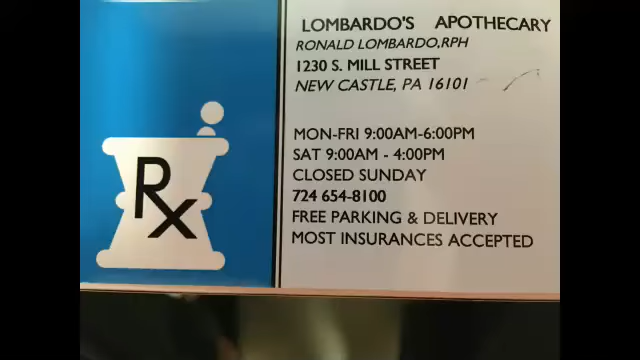 LOMBARDO'S APOTHECARY
RONALD LOMBARDO,RPH
1230 S. MILL STREET
NEW CASTLE, PA 16101
MON-FRI 9:00AM-6:00PM
SAT 9:00AM - 4:00PM
CLOSED SUNDAY
724 654-8100
FREE PARKING & DELIVERY
MOST INSURANCES ACCEPTED
Rx